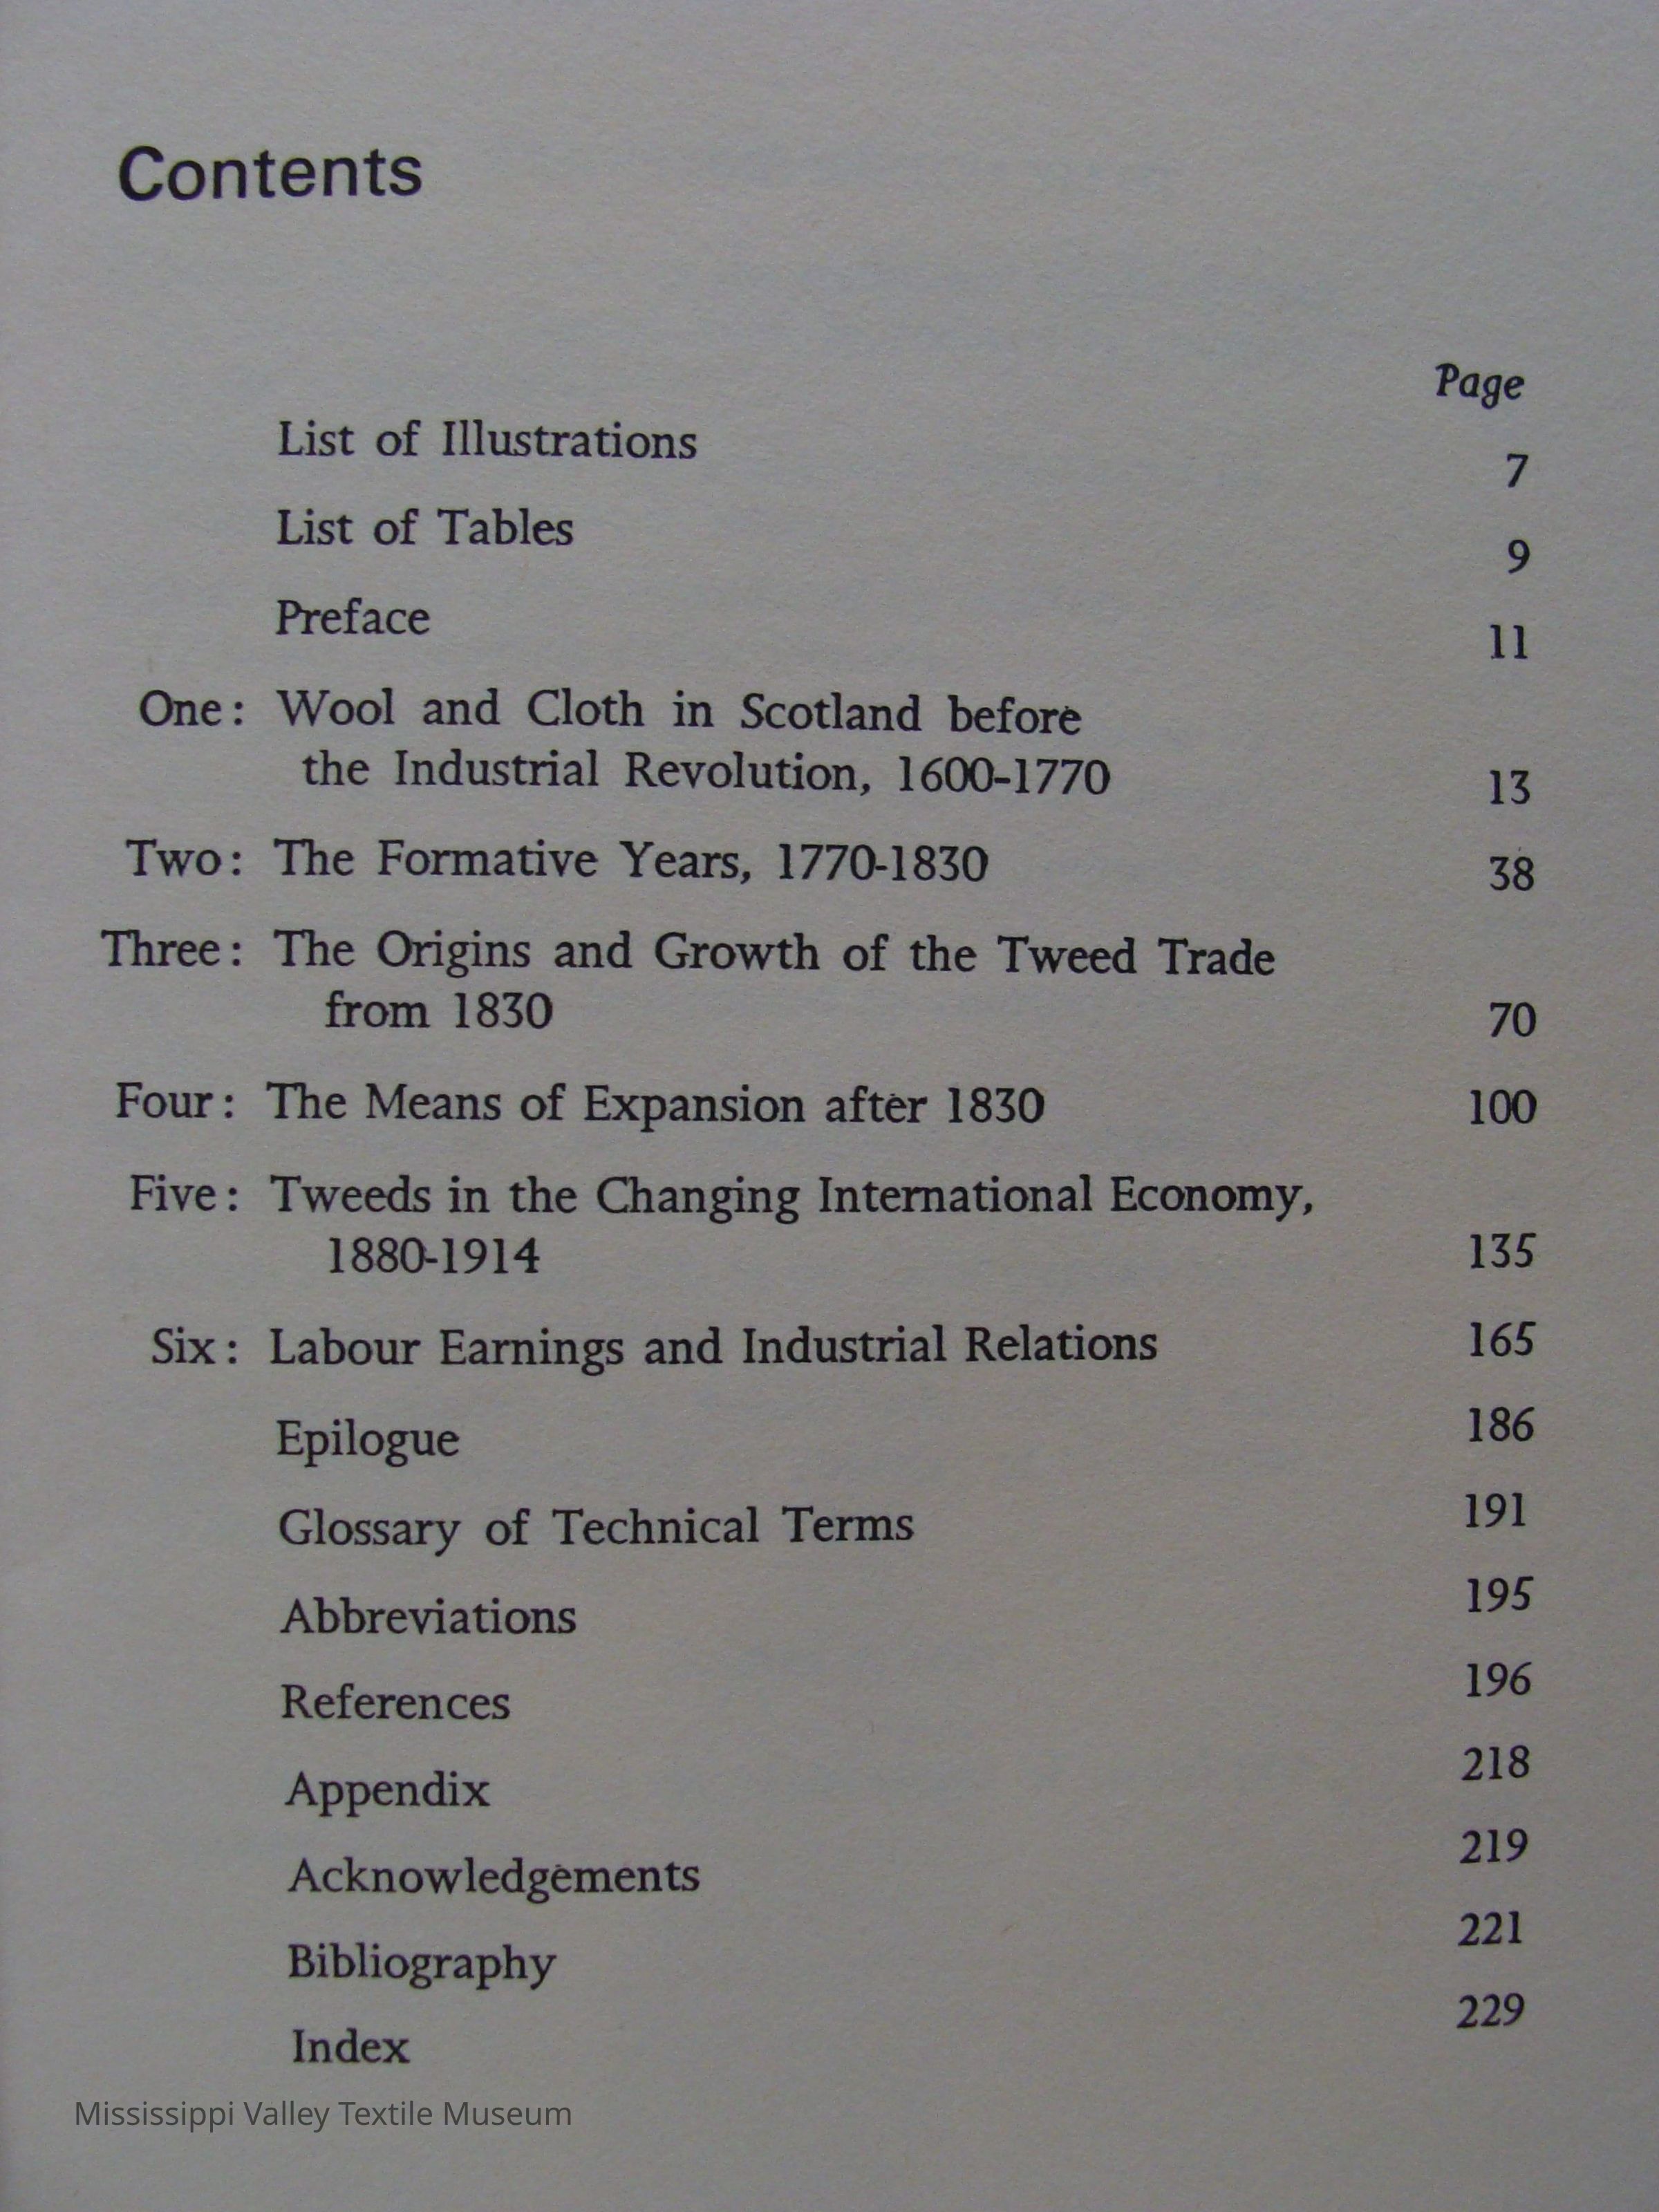 Contents
Page
List of Illustrations 7
List of Tables 9
Preface 11
One: Wool and Cloth in Scotland before
the Industrial Revolution, 1600-1770 13
Two: The Formative Years, 1770-1830 38
Three: The Origins and Growth of the Tweed Trade
from 1830 70
Four: The Means of Expansion after 1830 100
Five: Tweeds in the Changing International Economy,
1880-1914 135
Six: Labour Earnings and Industrial Relations 165
Epilogue 186
Glossary of Technical Terms 191
Abbreviations 195
References 196
Appendix 218
Acknowledgements 219
Bibliography 221
Index 229
Mississippi Valley Textile Museum